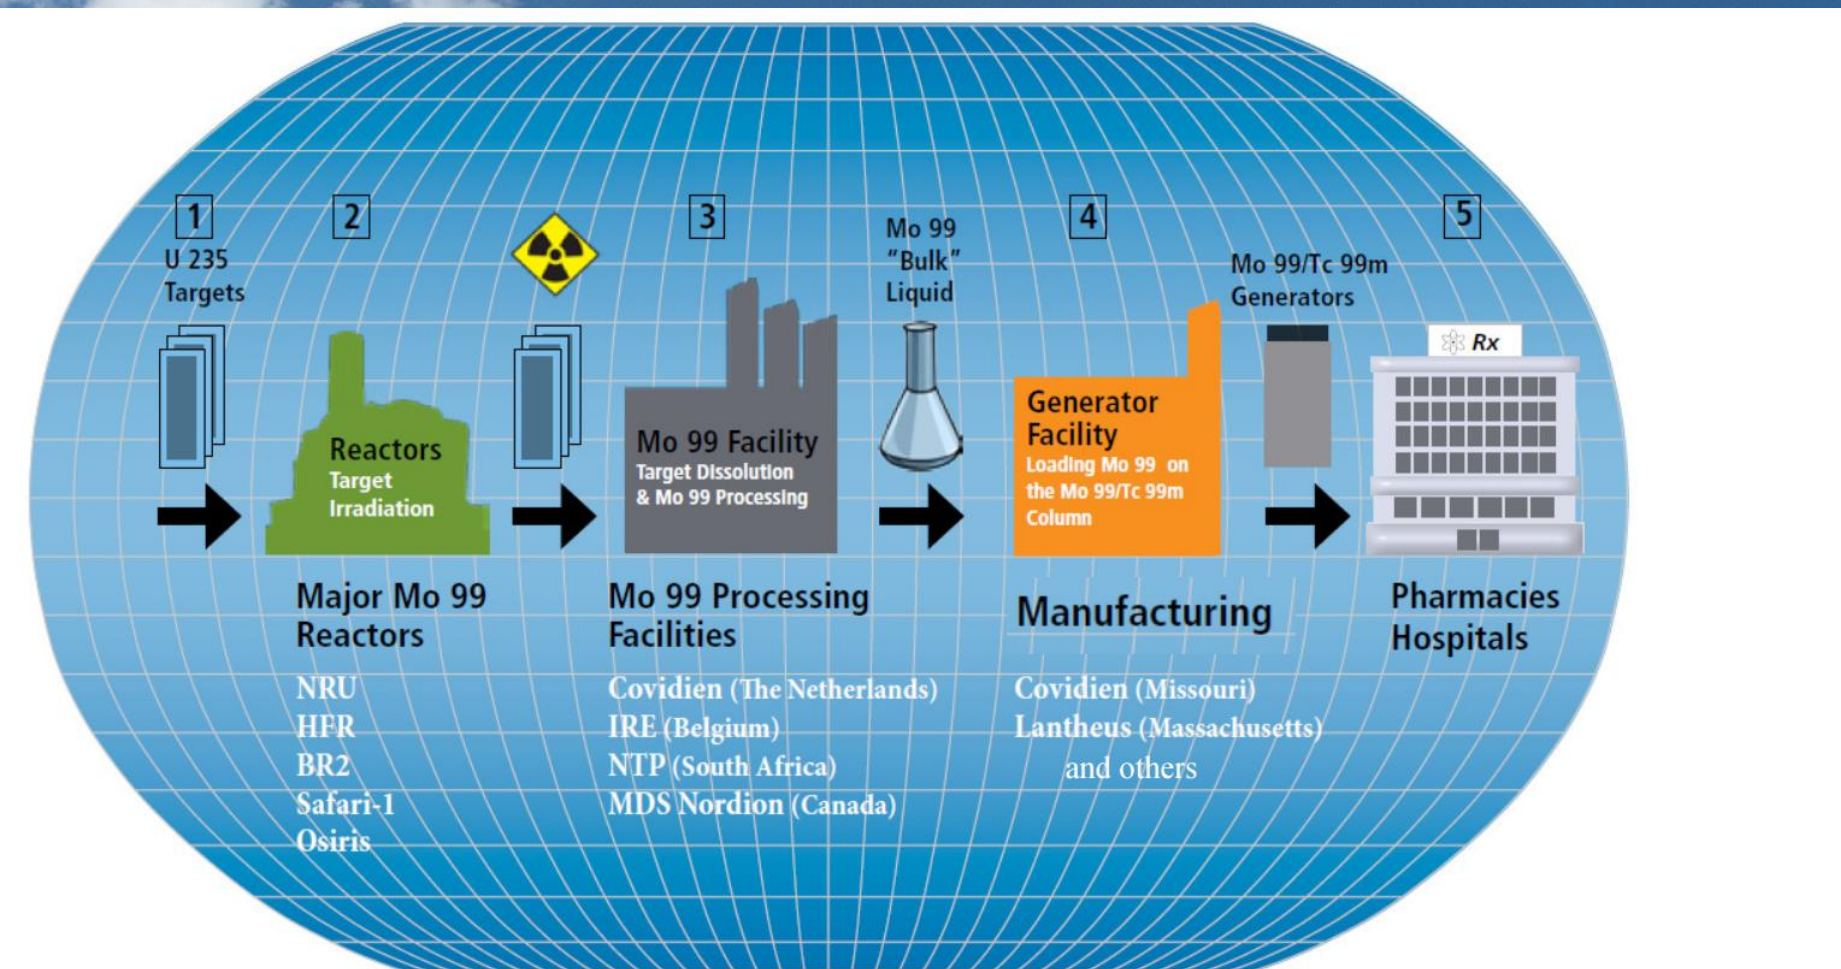 1
U 235
Targets
2
Reactors
Target
Irradiation
Major Mo 99
Reactors
NRU
HFR
BR2
Safari-1
Osiris
3
Mo 99 Facility
Target Dissolution
& Mo 99 Processing
Mo 99 Processing
Facilities
Covidien (The Netherlands)
IRE (Belgium)
NTP (South Africa)
MDS Nordion (Canada)
Mo 99
"Bulk"
Liquid
4
Generator
Facility
Loading Mo 99 on
the Mo 99/Tc 99m
Column
Manufacturing
Covidien (Missouri)
Lantheus (Massachusetts)
and others
Mo 99/Tc 99m
Generators
5
Rx
Pharmacies
Hospitals